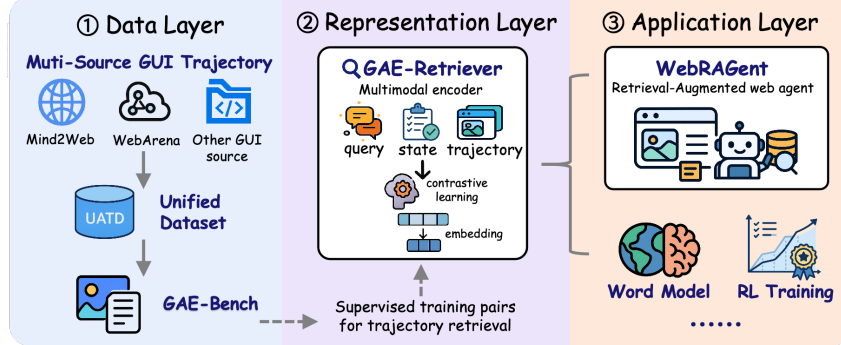 ① Data Layer
Muti-Source GUI Trajectory
Mind2Web
WebArena
Other GUI
source
UATD
Unified
Dataset
GAE-Bench
② Representation Layer
GAE-Retriever
Multimodal encoder
query
state
trajectory
contrastive
learning
embedding
Supervised training pairs
for trajectory retrieval
③ Application Layer
WebRAGent
Retrieval-Augmented web agent
Word Model
RL Training
......